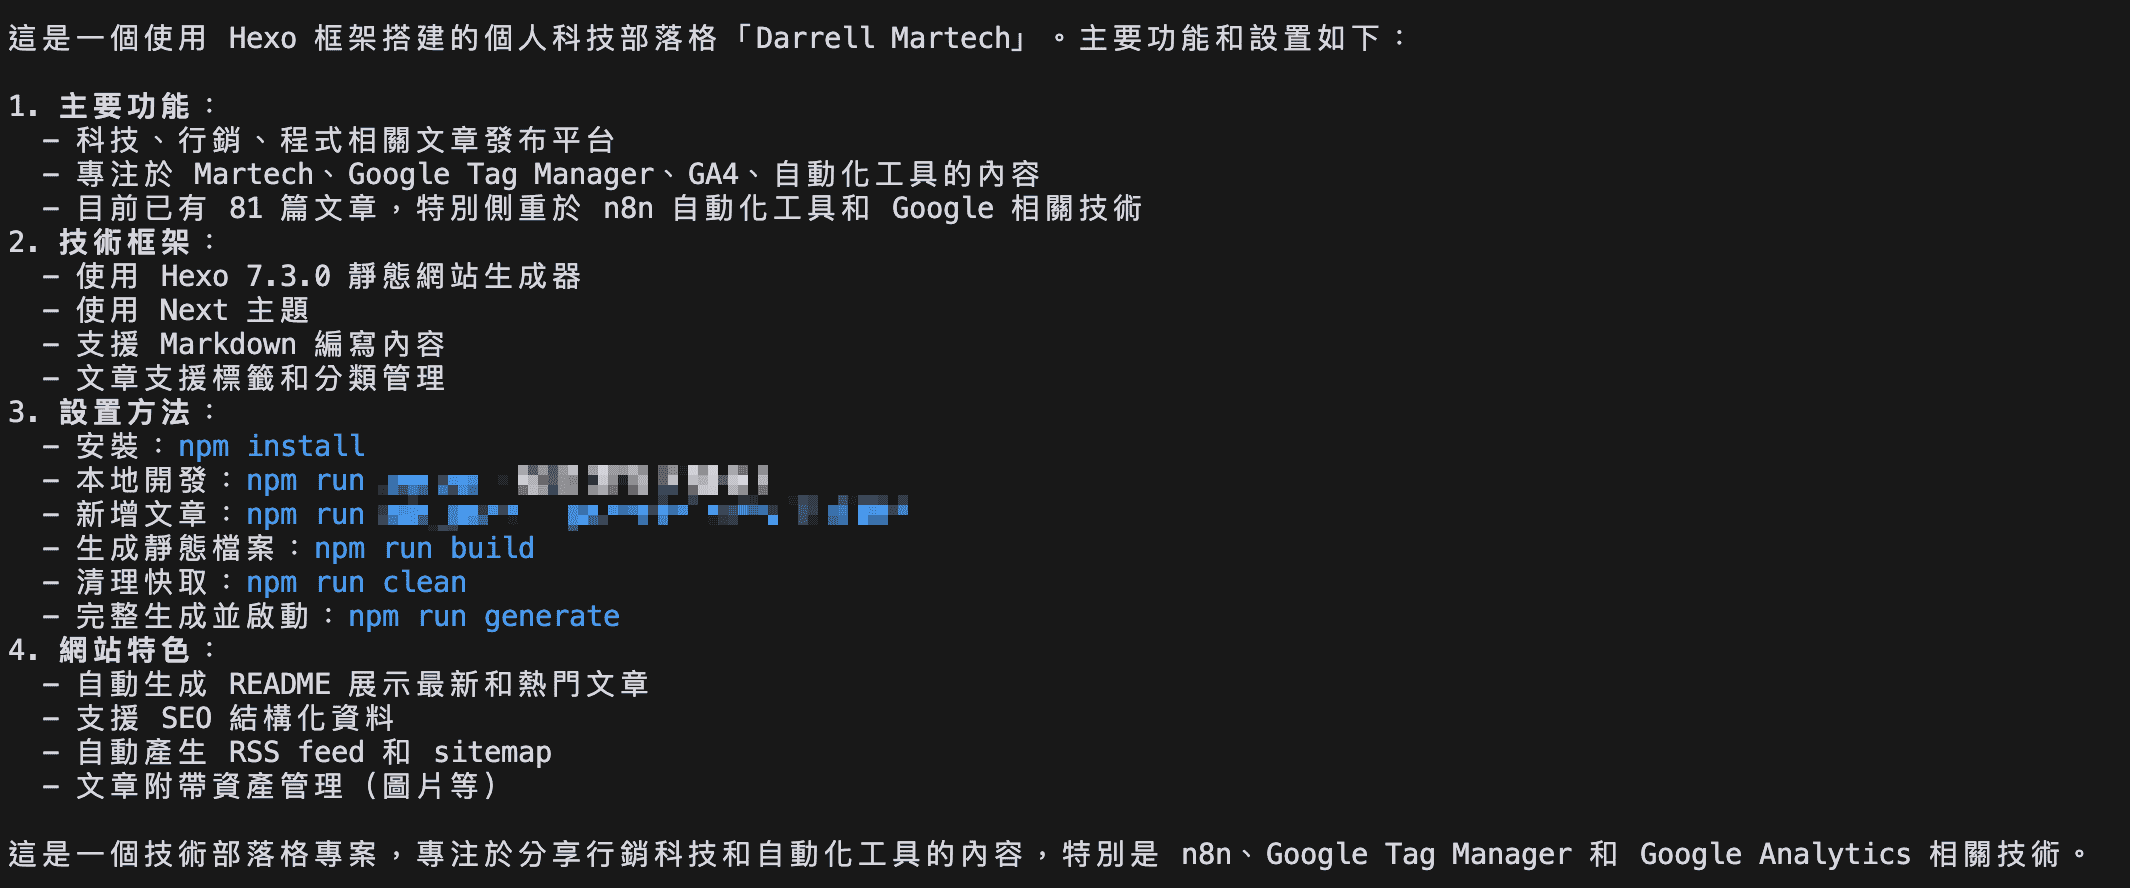 這是一個使用 Hexo 框架搭建的個人科技部落格「Darrell Martech」。主要功能和設置如下：
1. 主要功能：
- 科技、行銷、程式相關文章發布平台
- 專注於 Martech、Google Tag Manager、GA4、自動化工具的內容
- 目前已有 81 篇文章，特別側重於 n8n 自動化工具和 Google 相關技術
2. 技術框架：
- 使用 Hexo 7.3.0 靜態網站生成器
- 使用 Next 主題
- 支援 Markdown 編寫內容
- 文章支援標籤和分類管理
3. 設置方法：
- 安裝：npm install
- 本地開發：npm run
- 新增文章：npm run
- 生成靜態檔案：npm run build
- 清理快取：npm run clean
- 完整生成並啟動：npm run generate
4. 網站特色：
- 自動生成 README 展示最新和熱門文章
- 支援 SEO 結構化資料
- 自動產生 RSS feed 和 sitemap
- 文章附帶資產管理（圖片等）
這是一個技術部落格專案，專注於分享行銷科技和自動化工具的內容，特別是 n8n、Google Tag Manager 和 Google Analytics 相關技術。